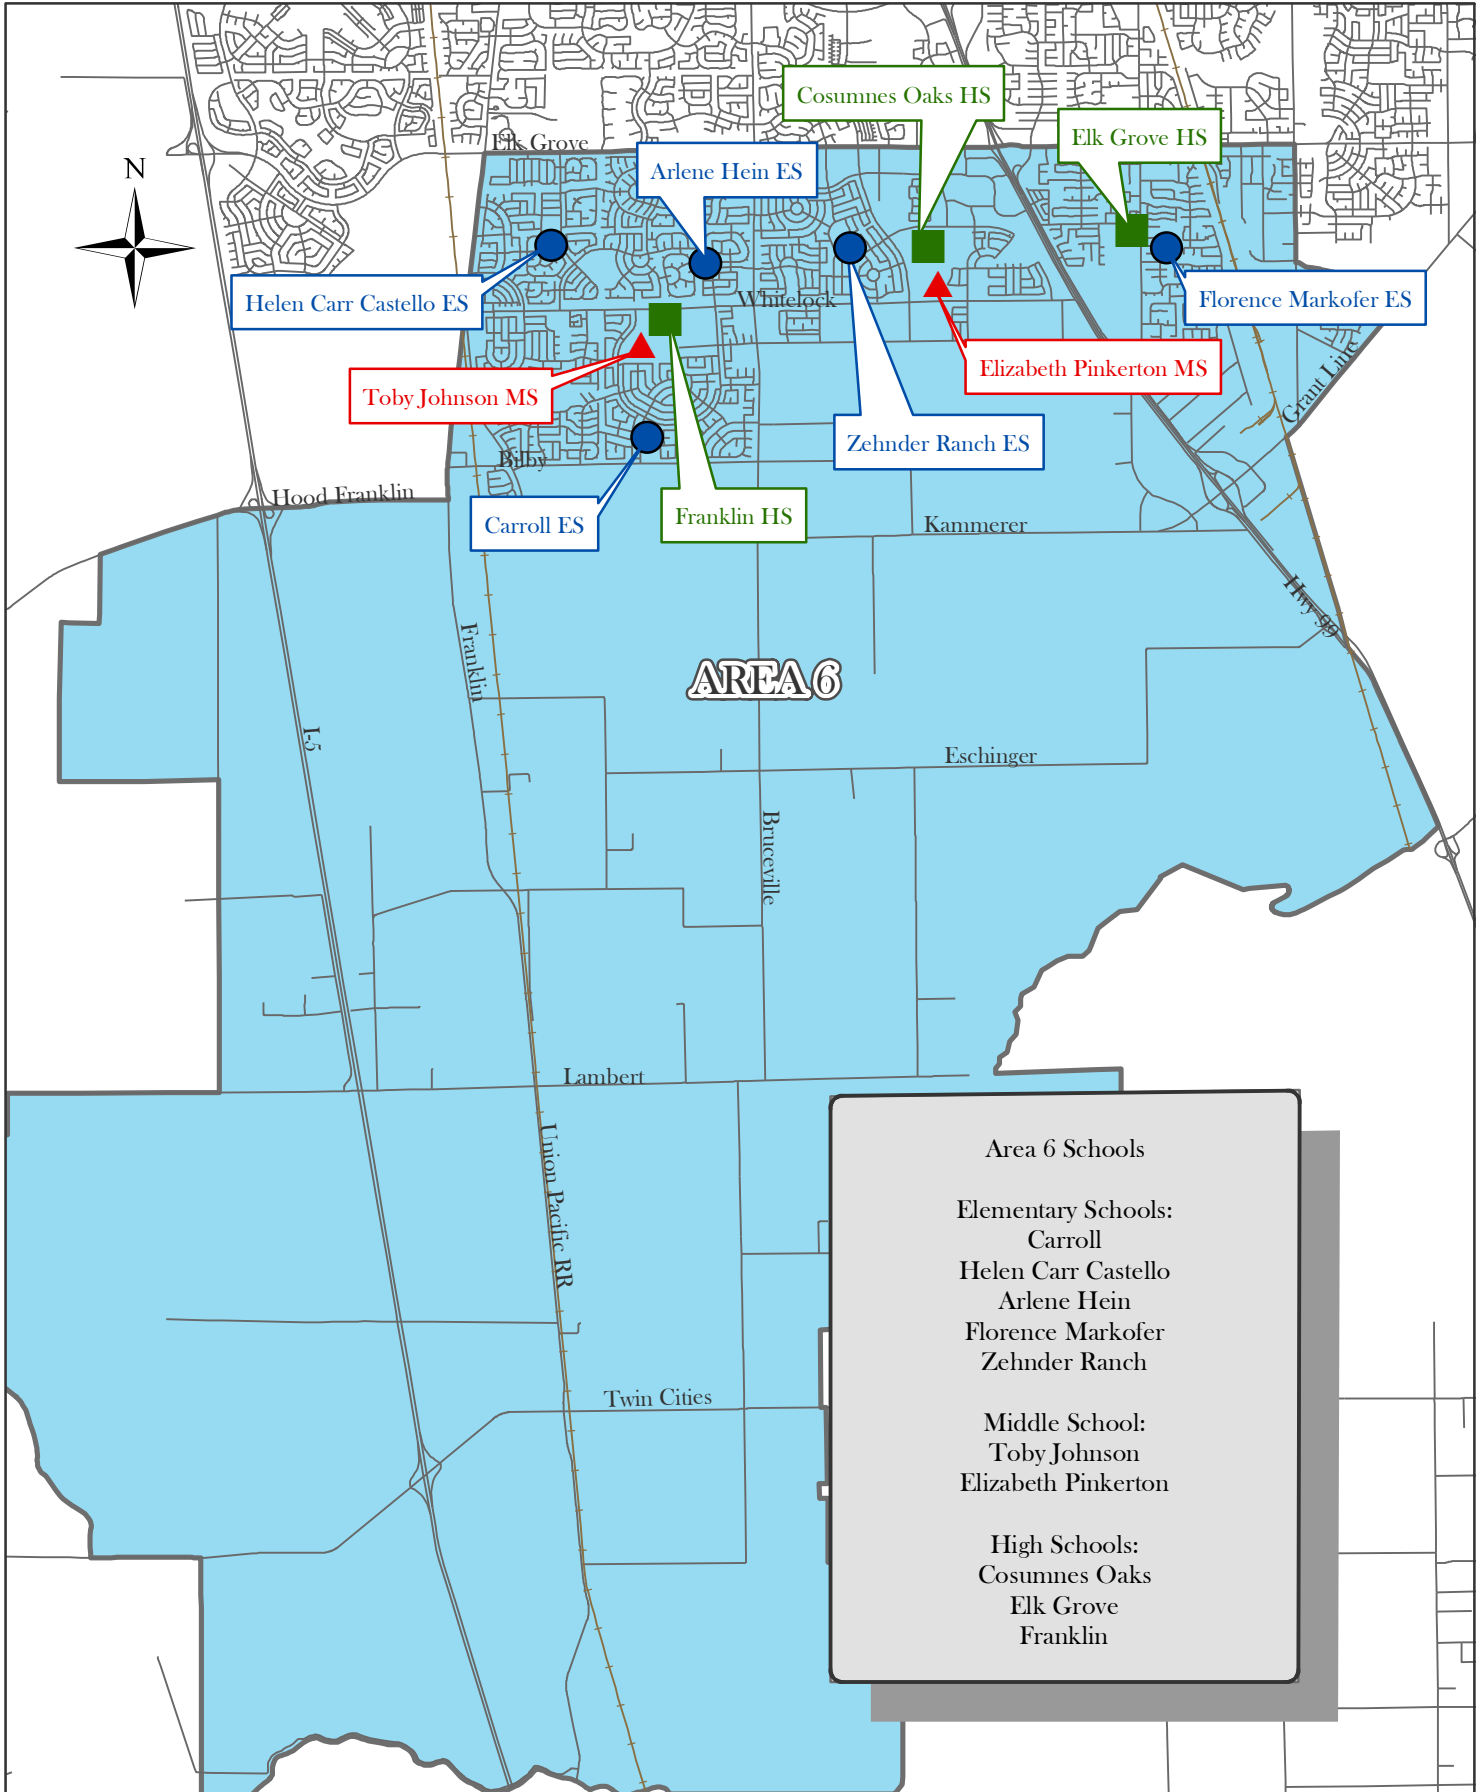 Cosumnes Oaks HS
Elk Grove HS
Elk Grove
Arlene Hein ES
N
Helen Carr Castello ES
Whitelock
Florence Markofer ES
Toby Johnson MS
Elizabeth Pinkerton MS
Grant Line
Zehnder Ranch ES
Bilby
Hood Franklin
Carroll ES
Franklin HS
Kammerer
Hwy 99
Franklin
AREA 6
I-5
Eschinger
Bruceville
Lambert
Union Pacific RR
Twin Cities
Area 6 Schools
Elementary Schools:
Carroll
Helen Carr Castello
Arlene Hein
Florence Markofer
Zehnder Ranch
Middle School:
Toby Johnson
Elizabeth Pinkerton
High Schools:
Cosumnes Oaks
Elk Grove
Franklin